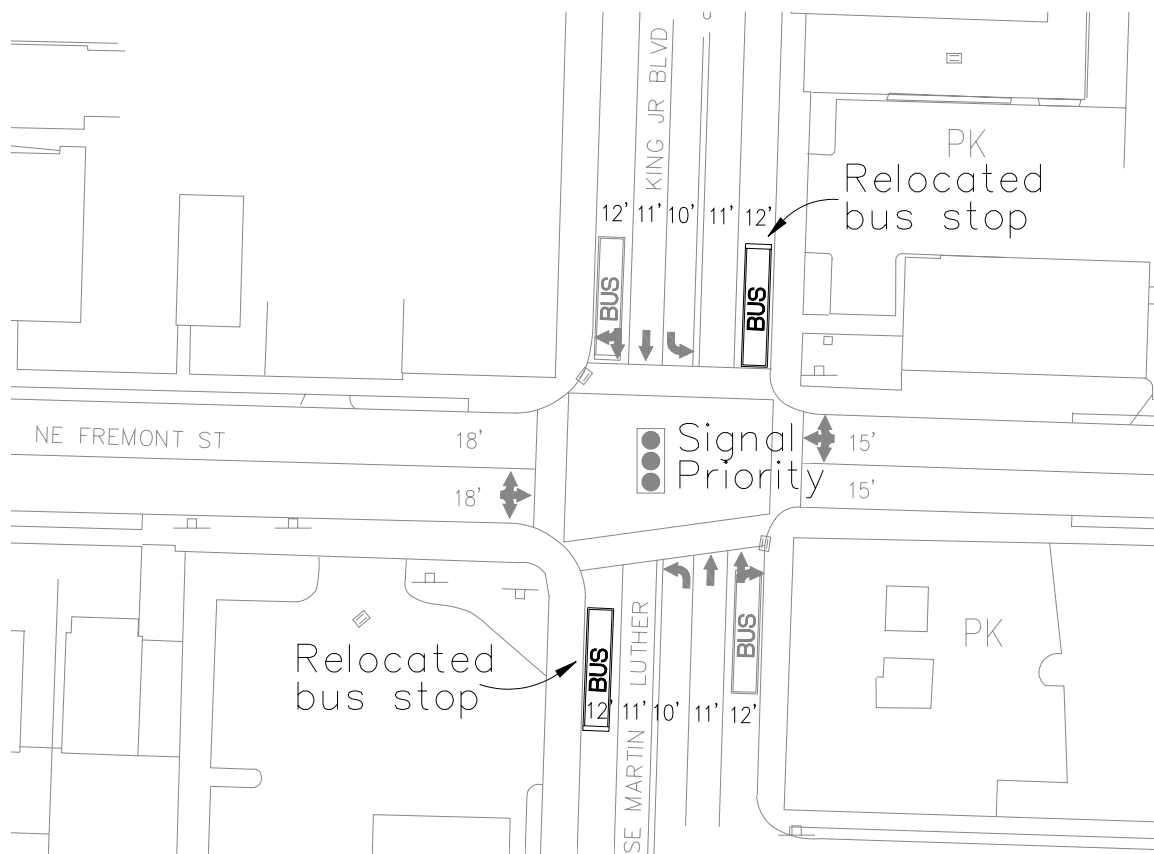 KING JR BLVD
PK
Relocated
bus stop
12' 11' 10' 11' 12'
BUS
BUS
NE FREMONT ST
18'
Signal
Priority
15'
18'
15'
SE MARTIN LUTHER
BUS
BUS
PK
Relocated
bus stop
12' 11' 10' 11' 12'